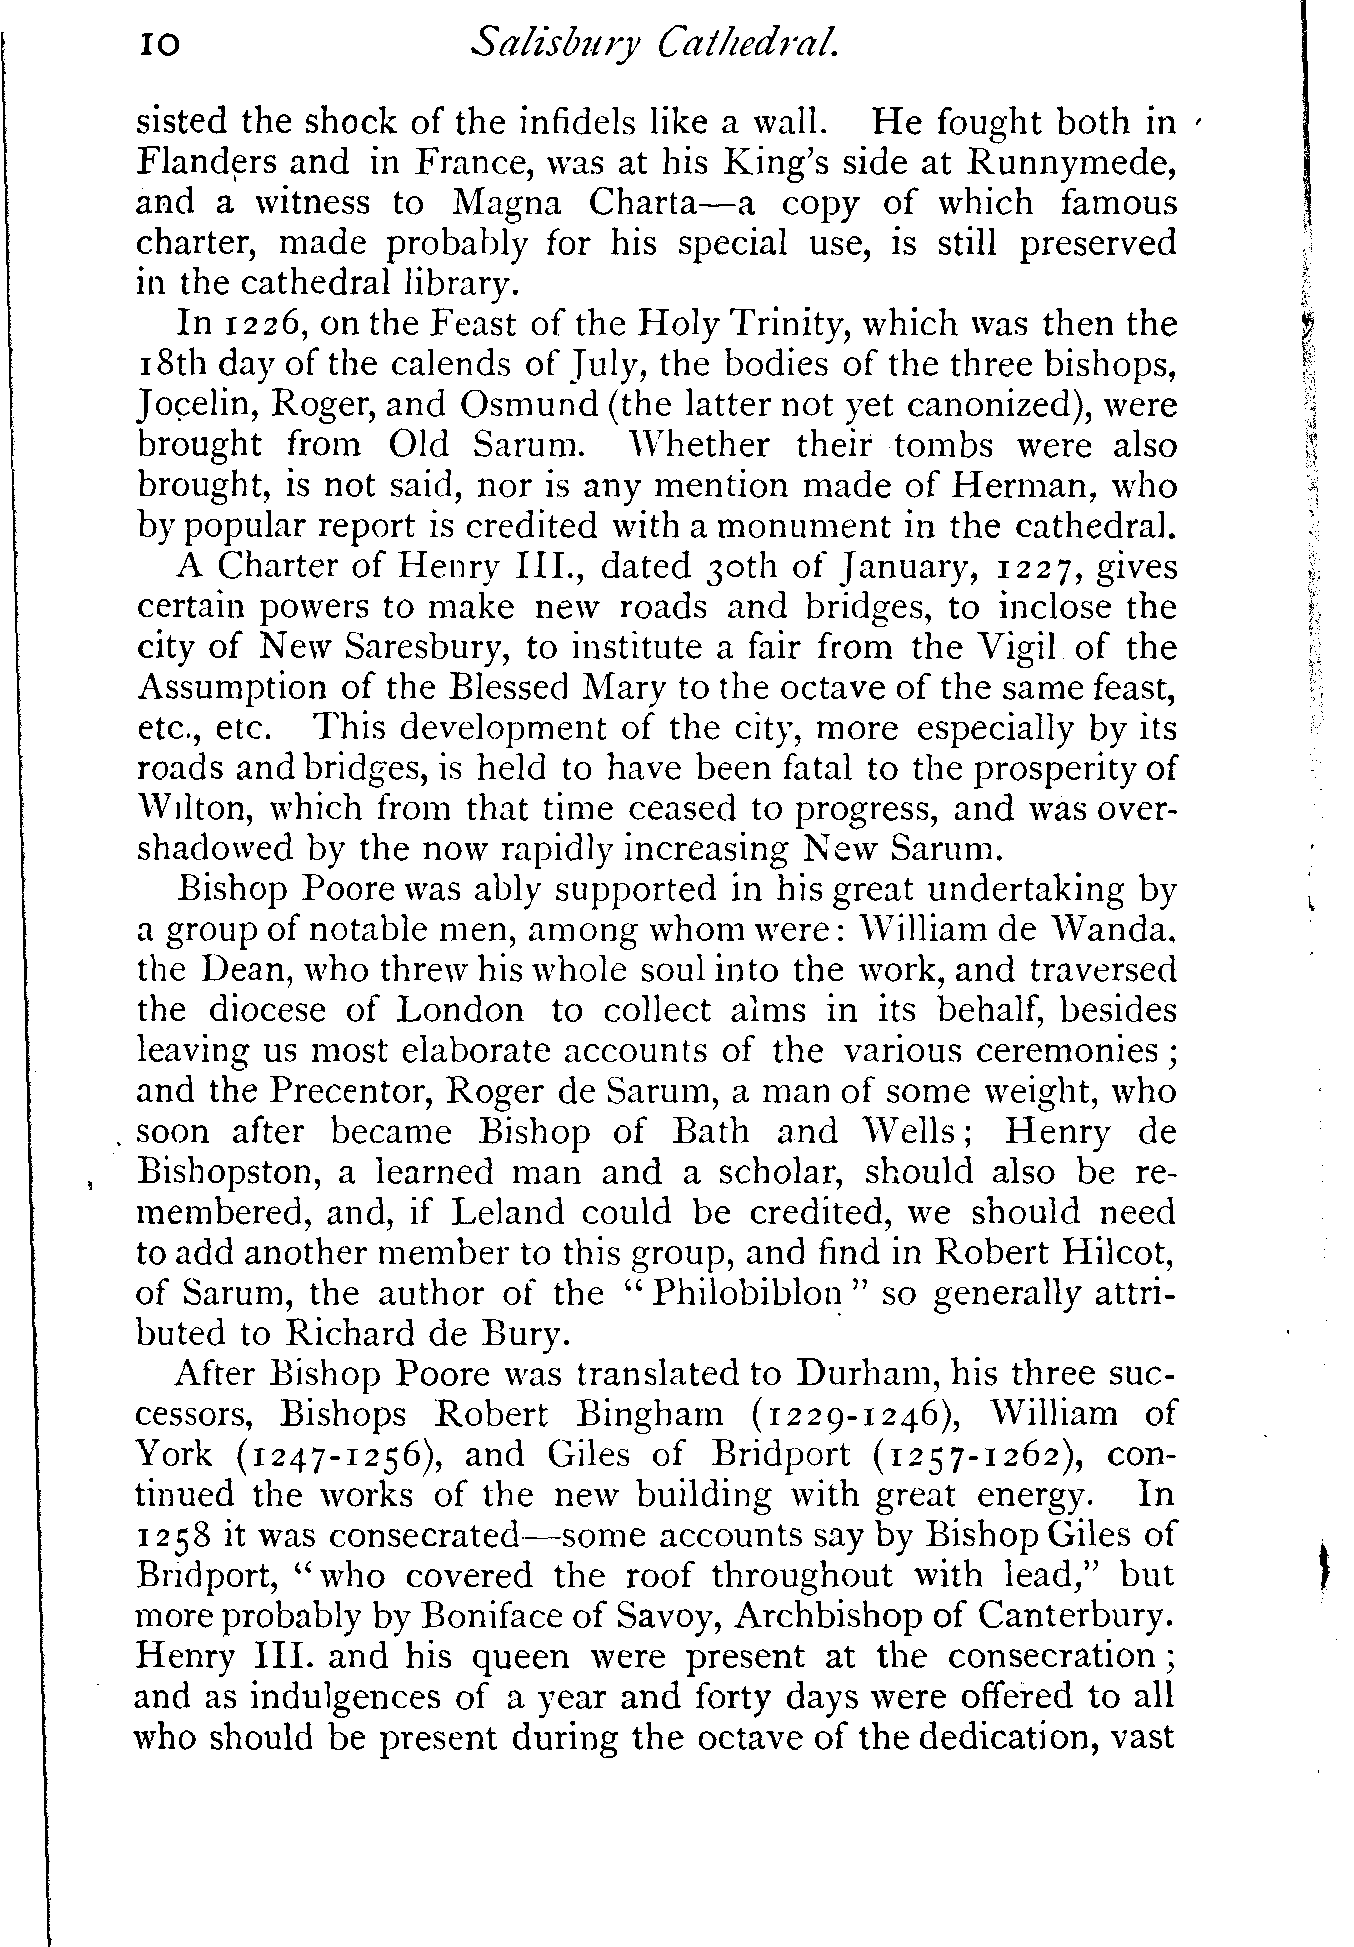 10 Salisbury Cathedral.
sisted the shock of the infidels like a wall. He fought both in
Flanders and in France, was at his King's side at Runnymede,
and a witness to Magna Charta—a copy of which famous
charter, made probably for his special use, is still preserved
in the cathedral library.
In 1226, on the Feast of the Holy Trinity, which was then the
18th day of the calends of July, the bodies of the three bishops,
Jocelin, Roger, and Osmund (the latter not yet canonized), were
brought from Old Sarum. Whether their tombs were also
brought, is not said, nor is any mention made of Herman, who
by popular report is credited with a monument in the cathedral.
A Charter of Henry III., dated 30th of January, 1227, gives
certain powers to make new roads and bridges, to inclose the
city of New Saresbury, to institute a fair from the Vigil of the
Assumption of the Blessed Mary to the octave of the same feast,
etc., etc. This development of the city, more especially by its
roads and bridges, is held to have been fatal to the prosperity of
Wilton, which from that time ceased to progress, and was over-
shadowed by the now rapidly increasing New Sarum.
Bishop Poore was ably supported in his great undertaking by
a group of notable men, among whom were: William de Wanda,
the Dean, who threw his whole soul into the work, and traversed
the diocese of London to collect alms in its behalf, besides
leaving us most elaborate accounts of the various ceremonies;
and the Precentor, Roger de Sarum, a man of some weight, who
soon after became Bishop of Bath and Wells; Henry de
Bishopston, a learned man and a scholar, should also be re-
membered, and, if Leland could be credited, we should need
to add another member to this group, and find in Robert Hilcot,
of Sarum, the author of the "Philobiblon" so generally attri-
buted to Richard de Bury.
After Bishop Poore was translated to Durham, his three suc-
cessors, Bishops Robert Bingham (1229-1246), William of
York (1247-1256), and Giles of Bridport (1257-1262), con-
tinued the works of the new building with great energy. In
1258 it was consecrated—some accounts say by Bishop Giles of
Bridport, "who covered the roof throughout with lead," but
more probably by Boniface of Savoy, Archbishop of Canterbury.
Henry III. and his queen were present at the consecration;
and as indulgences of a year and forty days were offered to all
who should be present during the octave of the dedication, vast